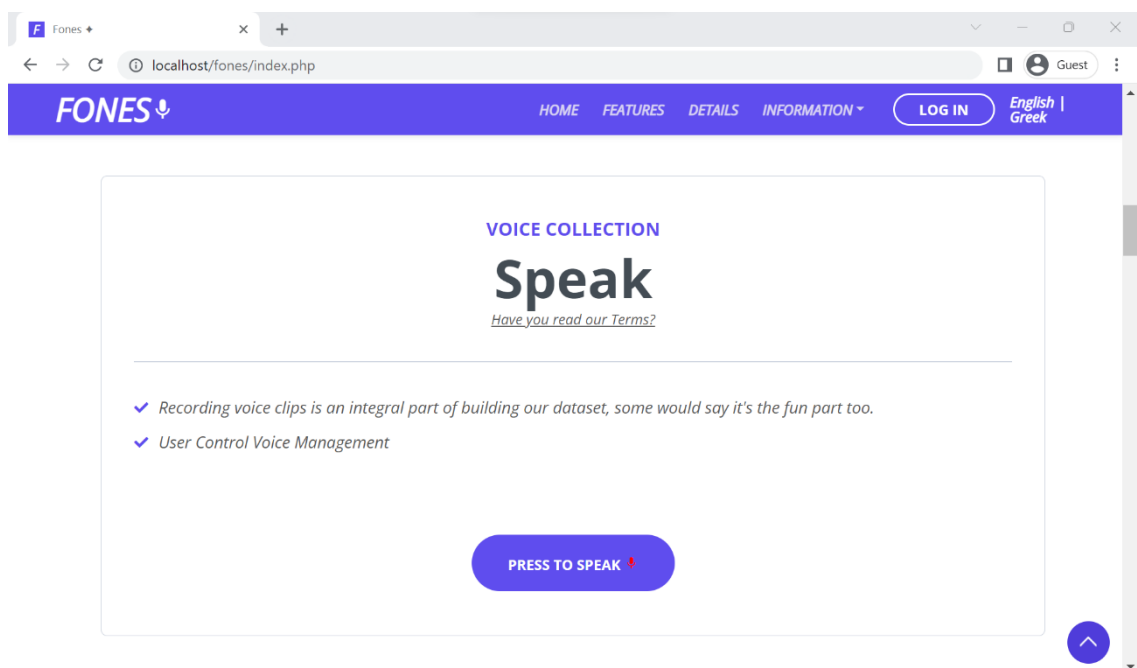 F Fones
localhost/fones/index.php
Guest
FONES
HOME FEATURES DETAILS INFORMATION LOG IN English |
Greek
VOICE COLLECTION
Speak
Have you read our Terms?
Recording voice clips is an integral part of building our dataset, some would say it's the fun part too.
User Control Voice Management
PRESS TO SPEAK